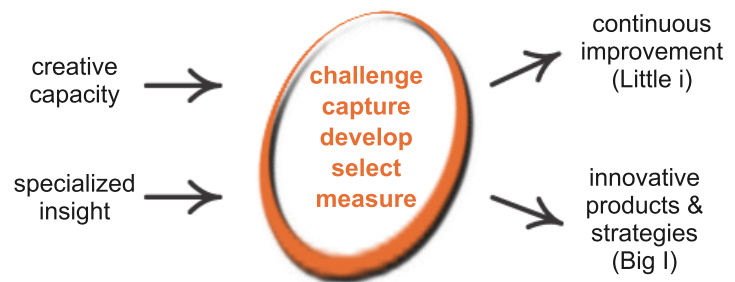 creative
capacity
specialized
insight
challenge
capture
develop
select
measure
continuous
improvement
(Little i)
innovative
products &
strategies
(Big I)